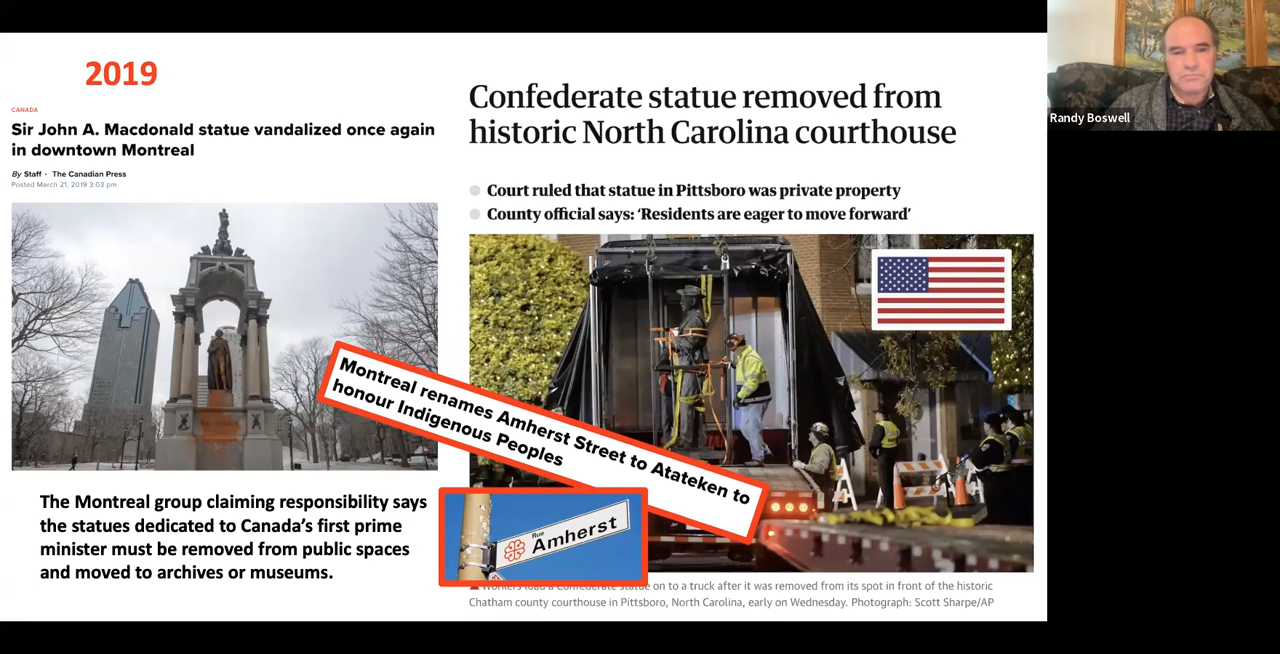 2019
CANADA
Sir John A. Macdonald statue vandalized once again
in downtown Montreal
By Staff · The Canadian Press
Posted March 21, 2019 3:03 pm
The Montreal group claiming responsibility says
the statues dedicated to Canada's first prime
minister must be removed from public spaces
and moved to archives or museums.
Confederate statue removed from
historic North Carolina courthouse
Court ruled that statue in Pittsboro was private property
County official says: 'Residents are eager to move forward'
Montreal renames Amherst Street to Atateken to
honour Indigenous Peoples
Rue
Amherst
Workers load a Confederate statue on to a truck after it was removed from its spot in front of the historic
Chatham county courthouse in Pittsboro, North Carolina, early on Wednesday. Photograph: Scott Sharpe/AP
Randy Boswell